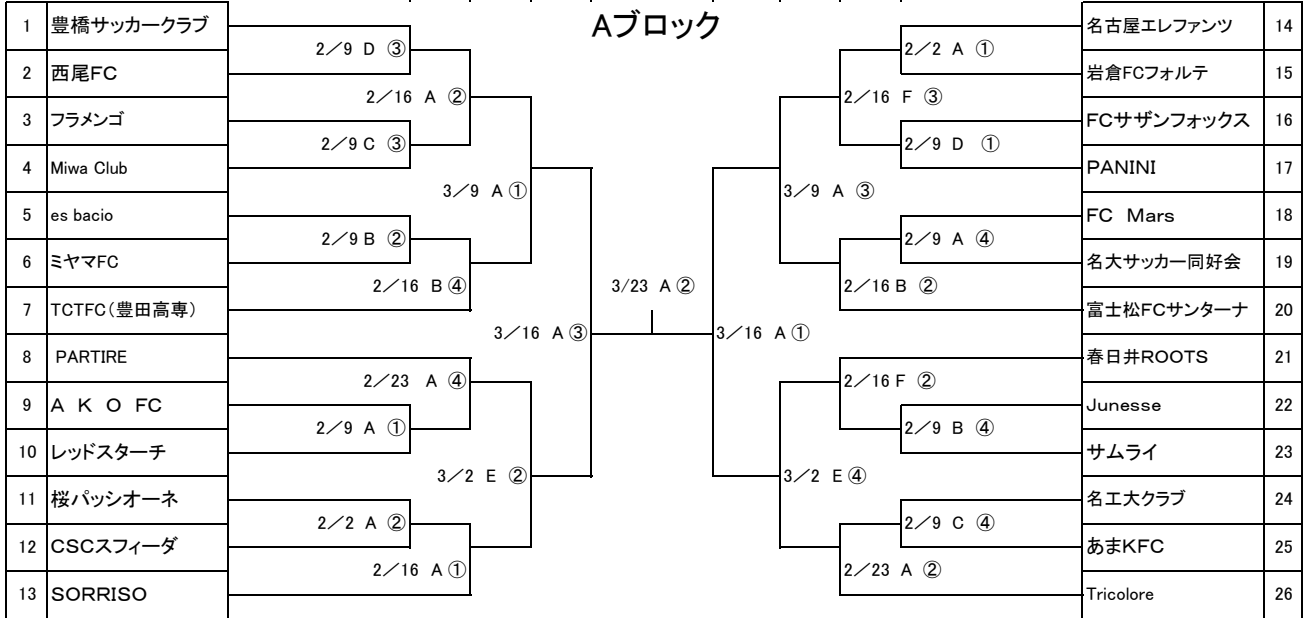 Aブロック
1 豊橋サッカークラブ
2／9 D ③
2 西尾FC
2／16 A ②
3 フラメンゴ
2／9 C ③
4 Miwa Club
3／9 A ①
5 es bacio
2／9 B ②
6 ミヤマFC
2／16 B ④
7 TCTFC（豊田高専）
3／16 A ③
8 PARTIRE
2／23 A ④
9 A K O FC
2／9 A ①
10 レッドスターチ
3／2 E ②
11 桜パッシオーネ
2／2 A ②
12 CSCスフィーダ
2／16 A ①
13 SORRISO
3/23 A ②
名古屋エレファンツ 14
2／2 A ①
岩倉FCフォルテ 15
2／16 F ③
FCサザンフォックス 16
2／9 D ①
PANINI 17
3／9 A ③
FC Mars 18
2／9 A ④
名大サッカー同好会 19
2／16 B ②
富士松FCサンターナ 20
3／16 A ①
春日井ROOTS 21
2／16 F ②
Junesse 22
2／9 B ④
サムライ 23
3／2 E ④
名工大クラブ 24
2／9 C ④
あまKFC 25
2／23 A ②
Tricolore 26